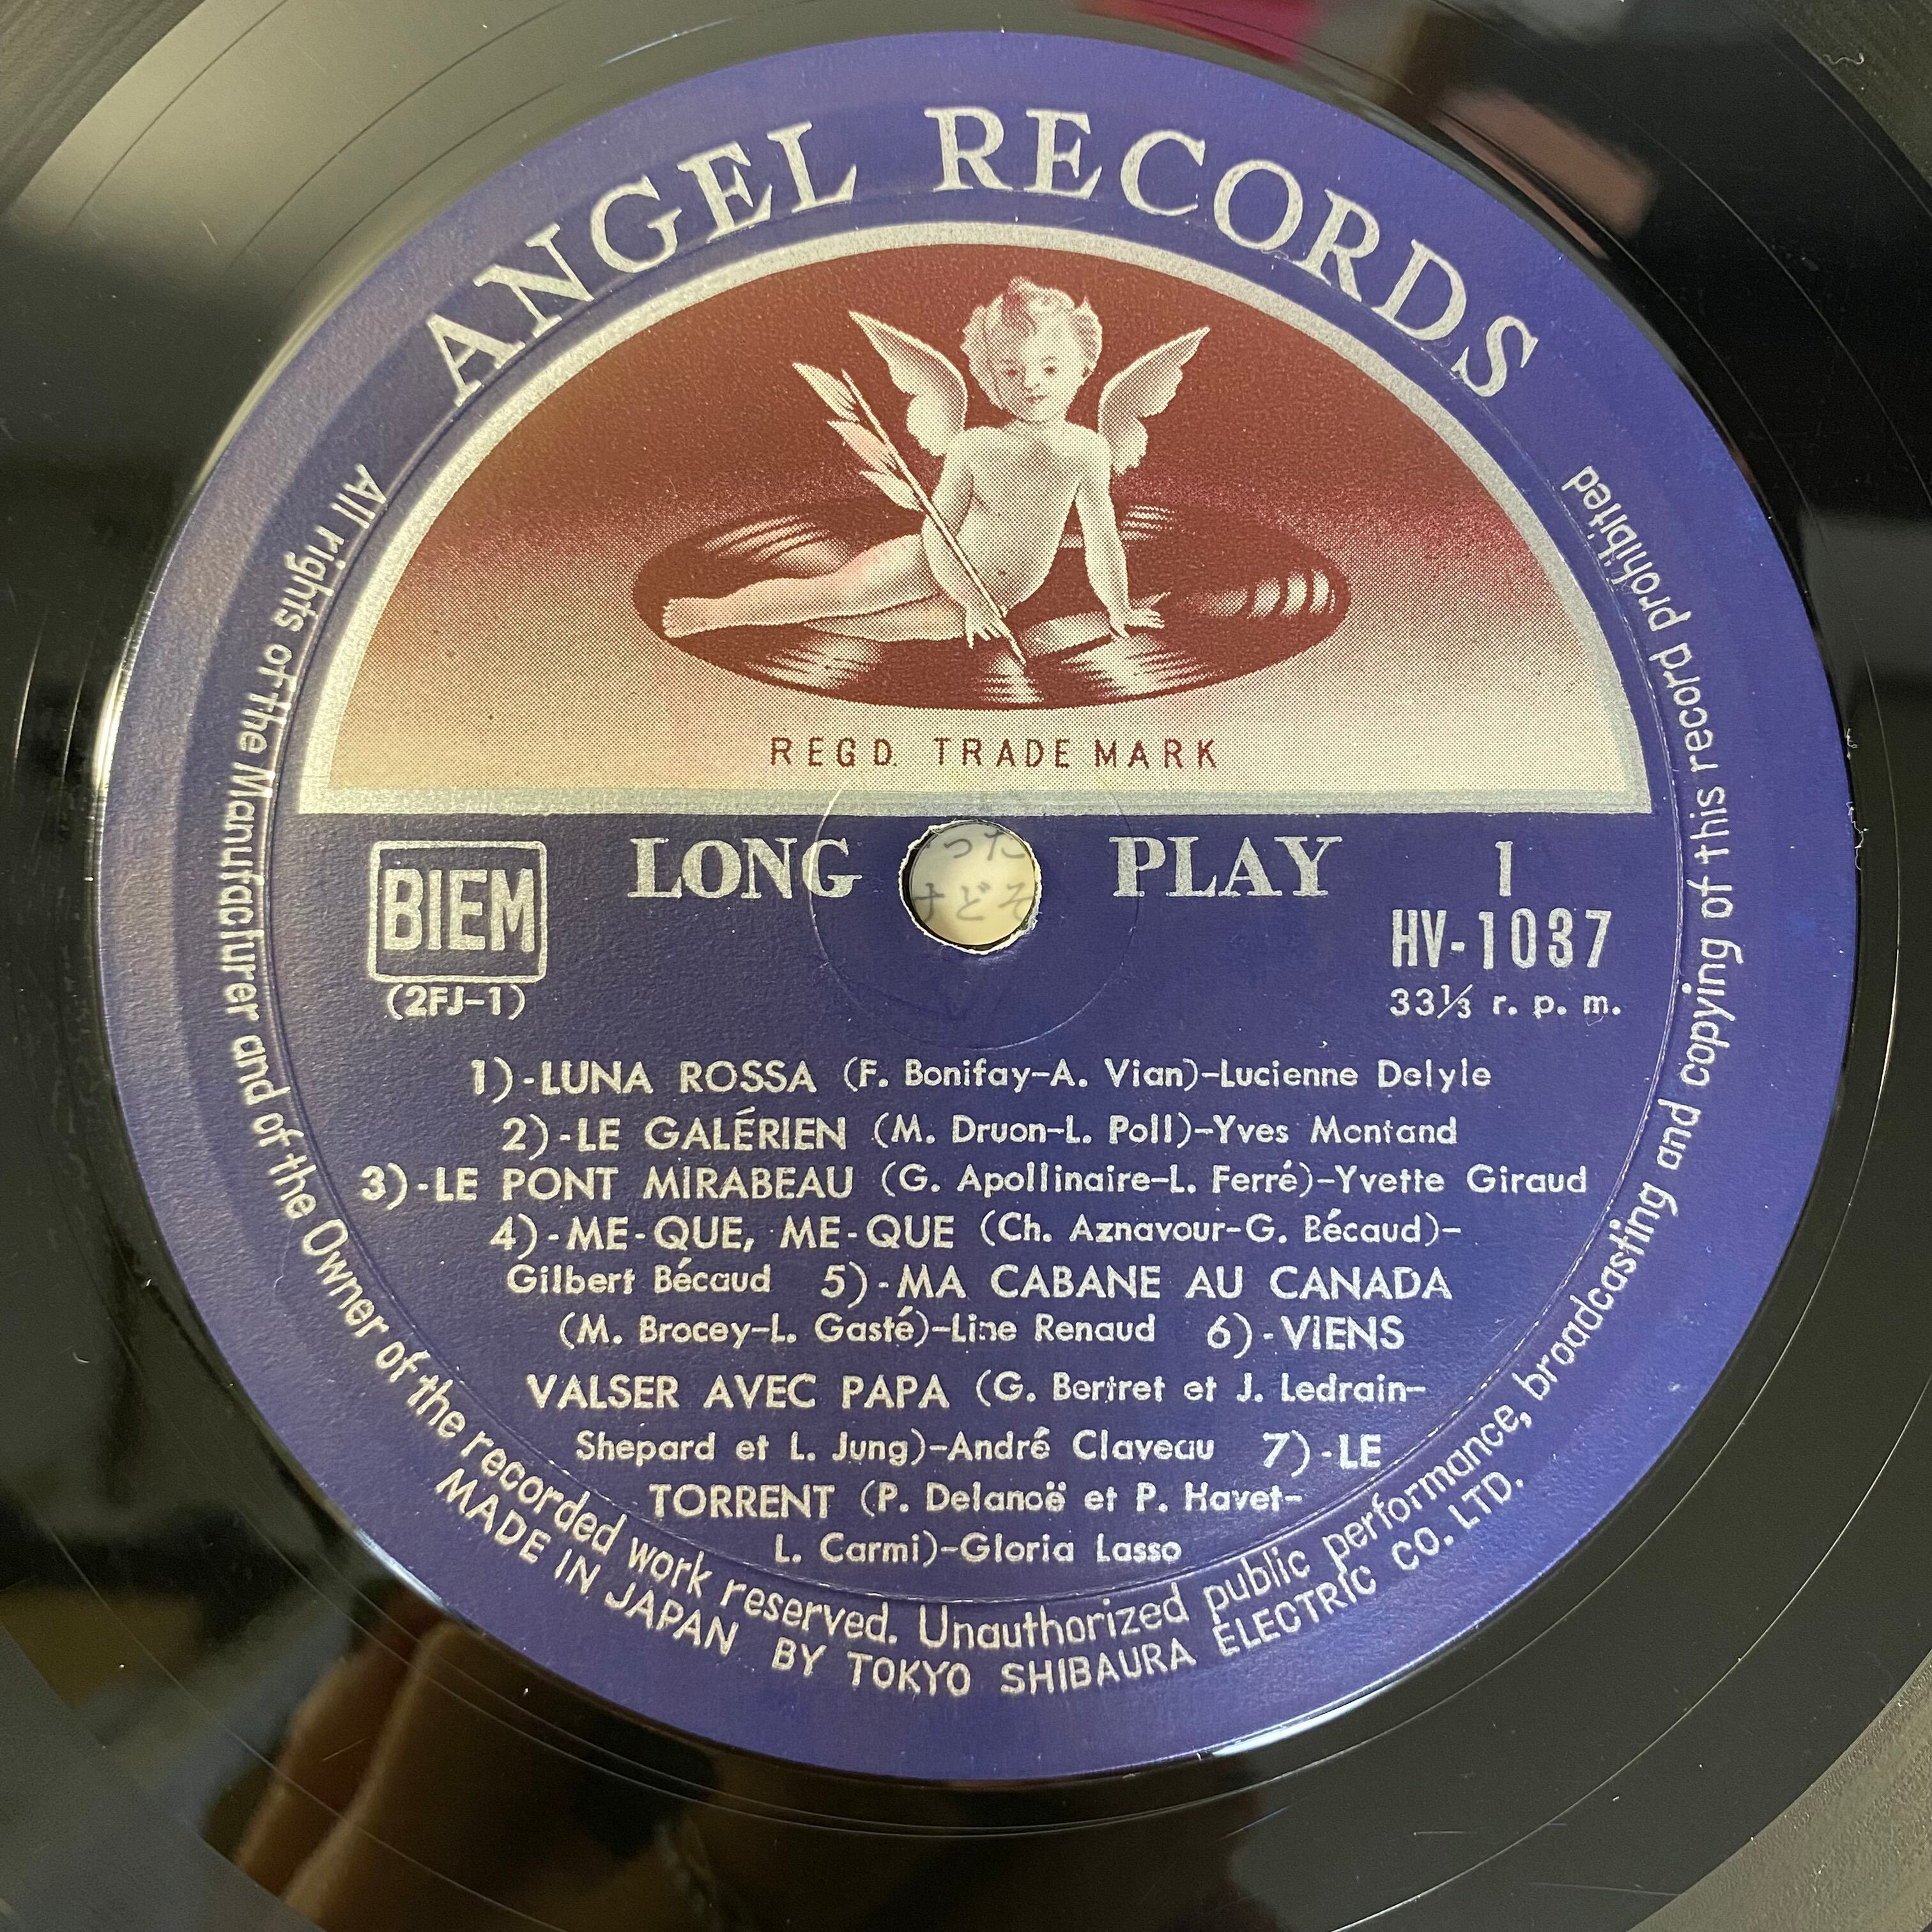 ANGEL RECORDS
REGD. TRADE MARK
LONG PLAY 1
BIEM
HV-1037
(2FJ-1)
33⅓ r. p. m.
1)-LUNA ROSSA (F. Bonifay-A. Vian)-Lucienne Delyle
2)-LE GALÉRIEN (M. Druon-L. Poll)-Yves Montand
3)-LE PONT MIRABEAU (G. Apollinaire-L. Ferré)-Yvette Giraud
4)-ME-QUE, ME-QUE (Ch. Aznavour-G. Bécaud)-
Gilbert Bécaud 5)-MA CABANE AU CANADA
(M. Brocey-L. Gasté)-Line Renaud 6)-VIENS
VALSER AVEC PAPA (G. Bertret et J. Ledrain-
Shepard et L. Jung)-André Claveau 7)-LE
TORRENT (P. Delanoë et P. Havet-
L. Carmi)-Gloria Lasso
All rights of the Manufacturer and of the Owner of the recorded work reserved. Unauthorized public performance, broadcasting and copying of this record prohibited
MADE IN JAPAN BY TOKYO SHIBAURA ELECTRIC CO. LTD.